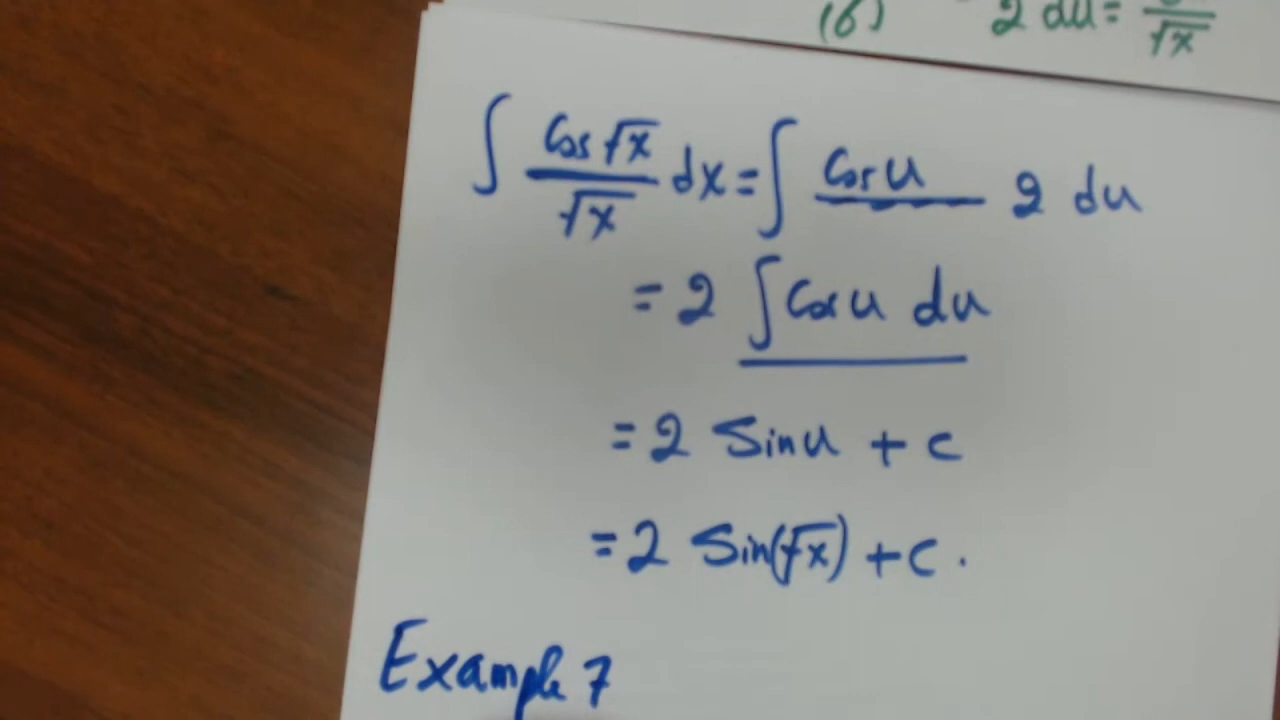 (6) 2 du = /√x
∫ Cos √x / √x dx = ∫ Cos u 2 du
= 2 ∫ Cos u du
= 2 Sin u + c
= 2 Sin(√x) + c.
Example 7